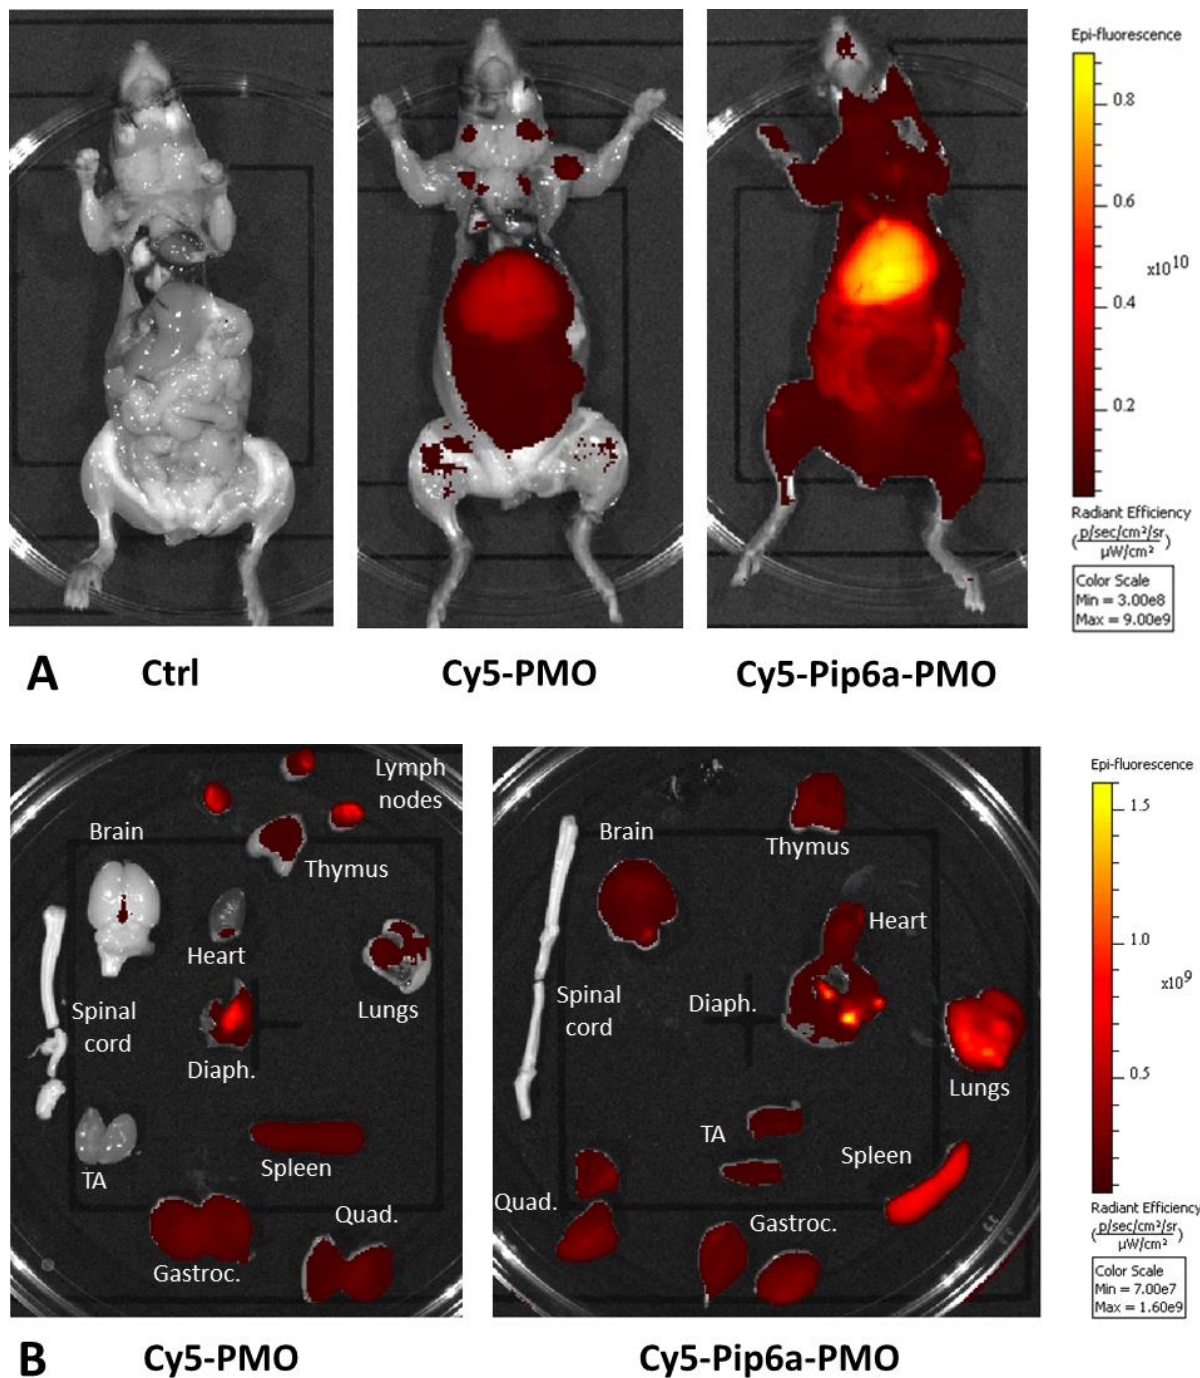 Epi-fluorescence
0.8
0.6
x10¹⁰
0.4
0.2
Radiant Efficiency
(p/sec/cm²/sr
µW/cm²)
Color Scale
Min = 3.00e8
Max = 9.00e9
A
Ctrl
Cy5-PMO
Cy5-Pip6a-PMO
Lymph
nodes
Brain
Thymus
Heart
Lungs
Spinal
cord
Diaph.
TA
Spleen
Quad.
Gastroc.
Brain
Thymus
Heart
Spinal
cord
Diaph.
Lungs
TA
Spleen
Quad.
Gastroc.
Epi-fluorescence
1.5
1.0
x10⁹
0.5
Radiant Efficiency
(p/sec/cm²/sr
µW/cm²)
Color Scale
Min = 7.00e7
Max = 1.60e9
B
Cy5-PMO
Cy5-Pip6a-PMO